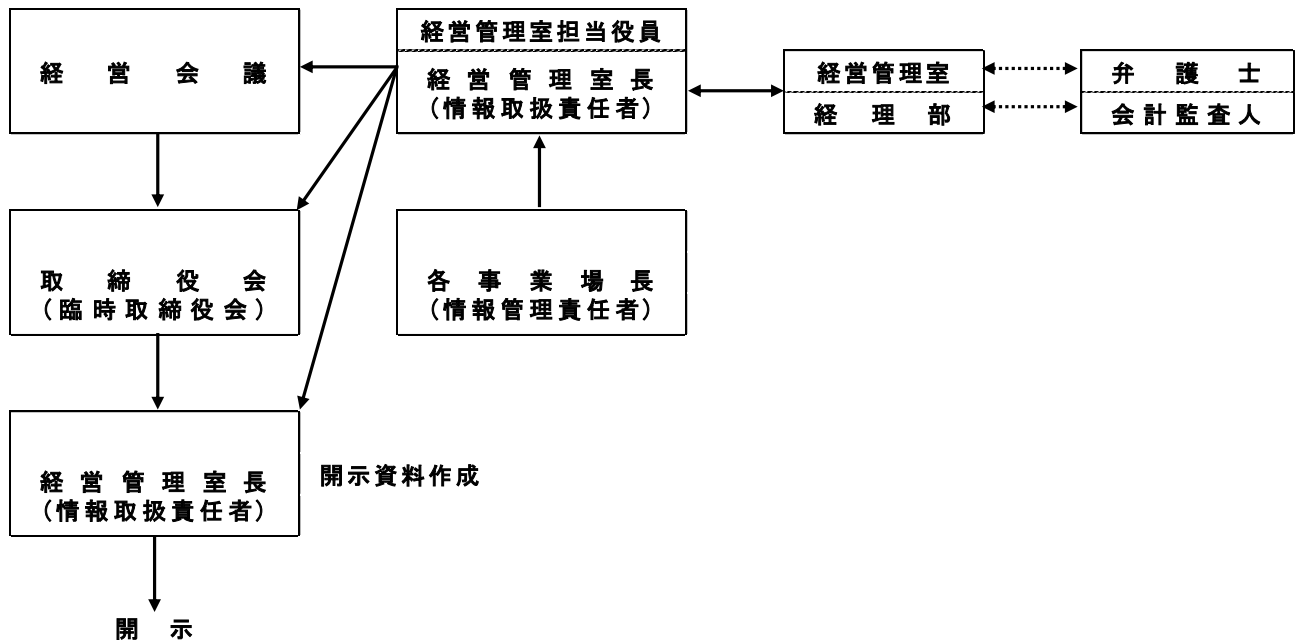 経営会議
経営管理室担当役員
経営管理室長
（情報取扱責任者）
経営管理室
経理部
弁護士
会計監査人
取締役会
（臨時取締役会）
各事業場長
（情報管理責任者）
経営管理室長
（情報取扱責任者）
開示資料作成
開示